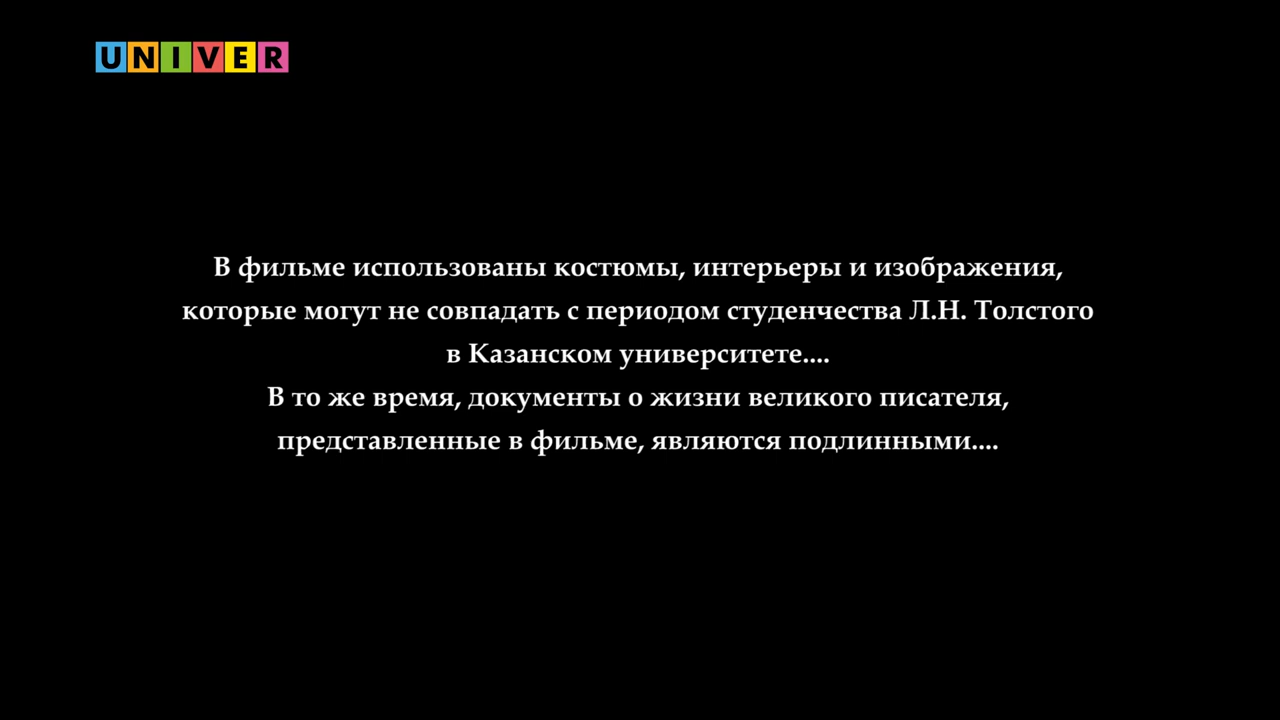 UNIVER
В фильме использованы костюмы, интерьеры и изображения,
которые могут не совпадать с периодом студенчества Л.Н. Толстого
в Казанском университете....
В то же время, документы о жизни великого писателя,
представленные в фильме, являются подлинными....